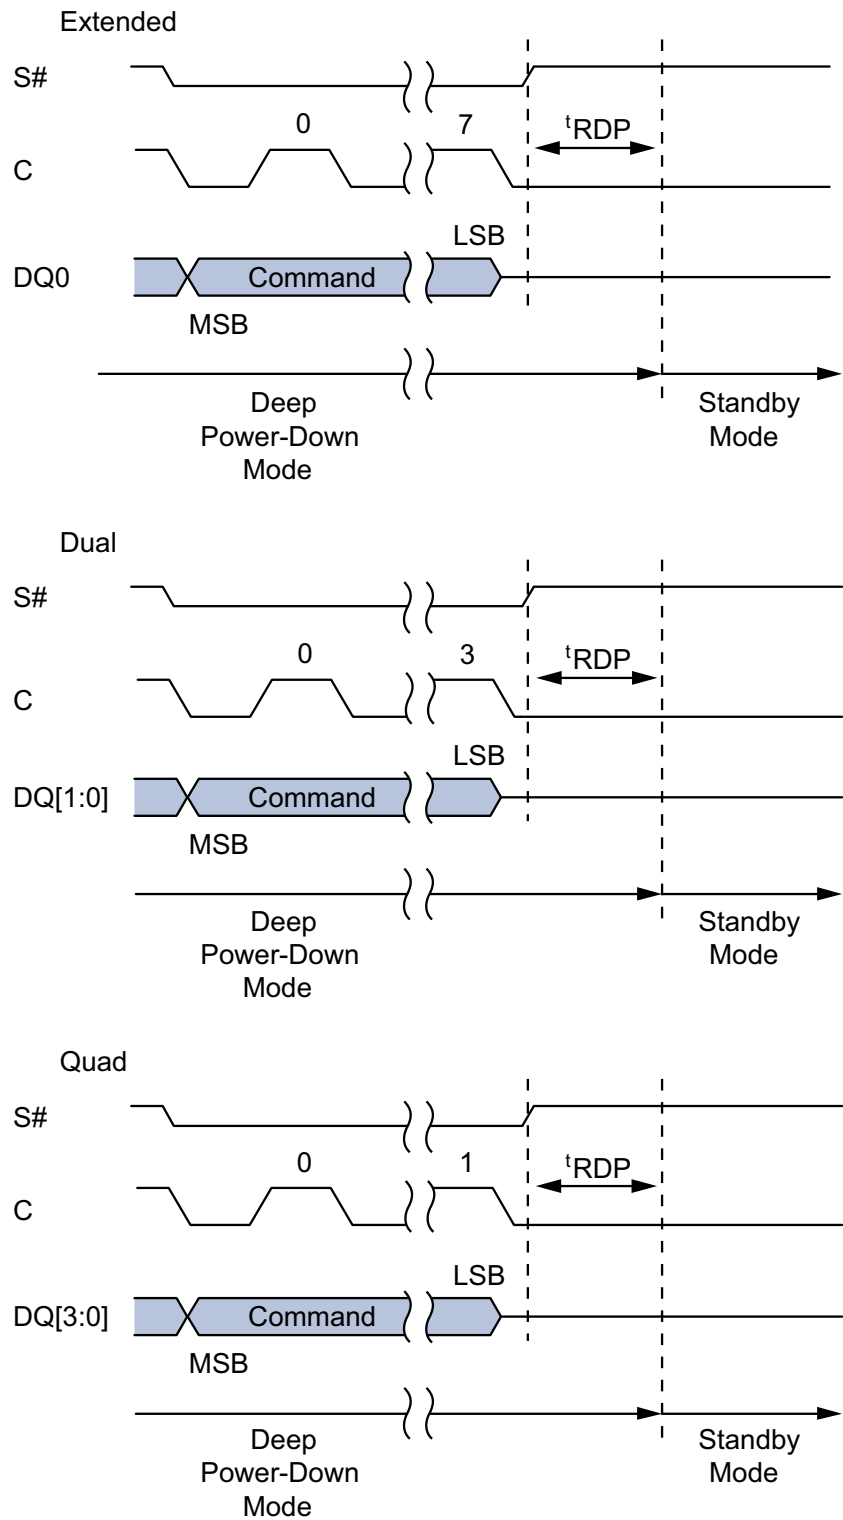 Extended
S#
0 7 tRDP
C
LSB
DQ0 Command
MSB
Deep Power-Down Mode
Standby Mode
Dual
S#
0 3 tRDP
C
LSB
DQ[1:0] Command
MSB
Deep Power-Down Mode
Standby Mode
Quad
S#
0 1 tRDP
C
LSB
DQ[3:0] Command
MSB
Deep Power-Down Mode
Standby Mode